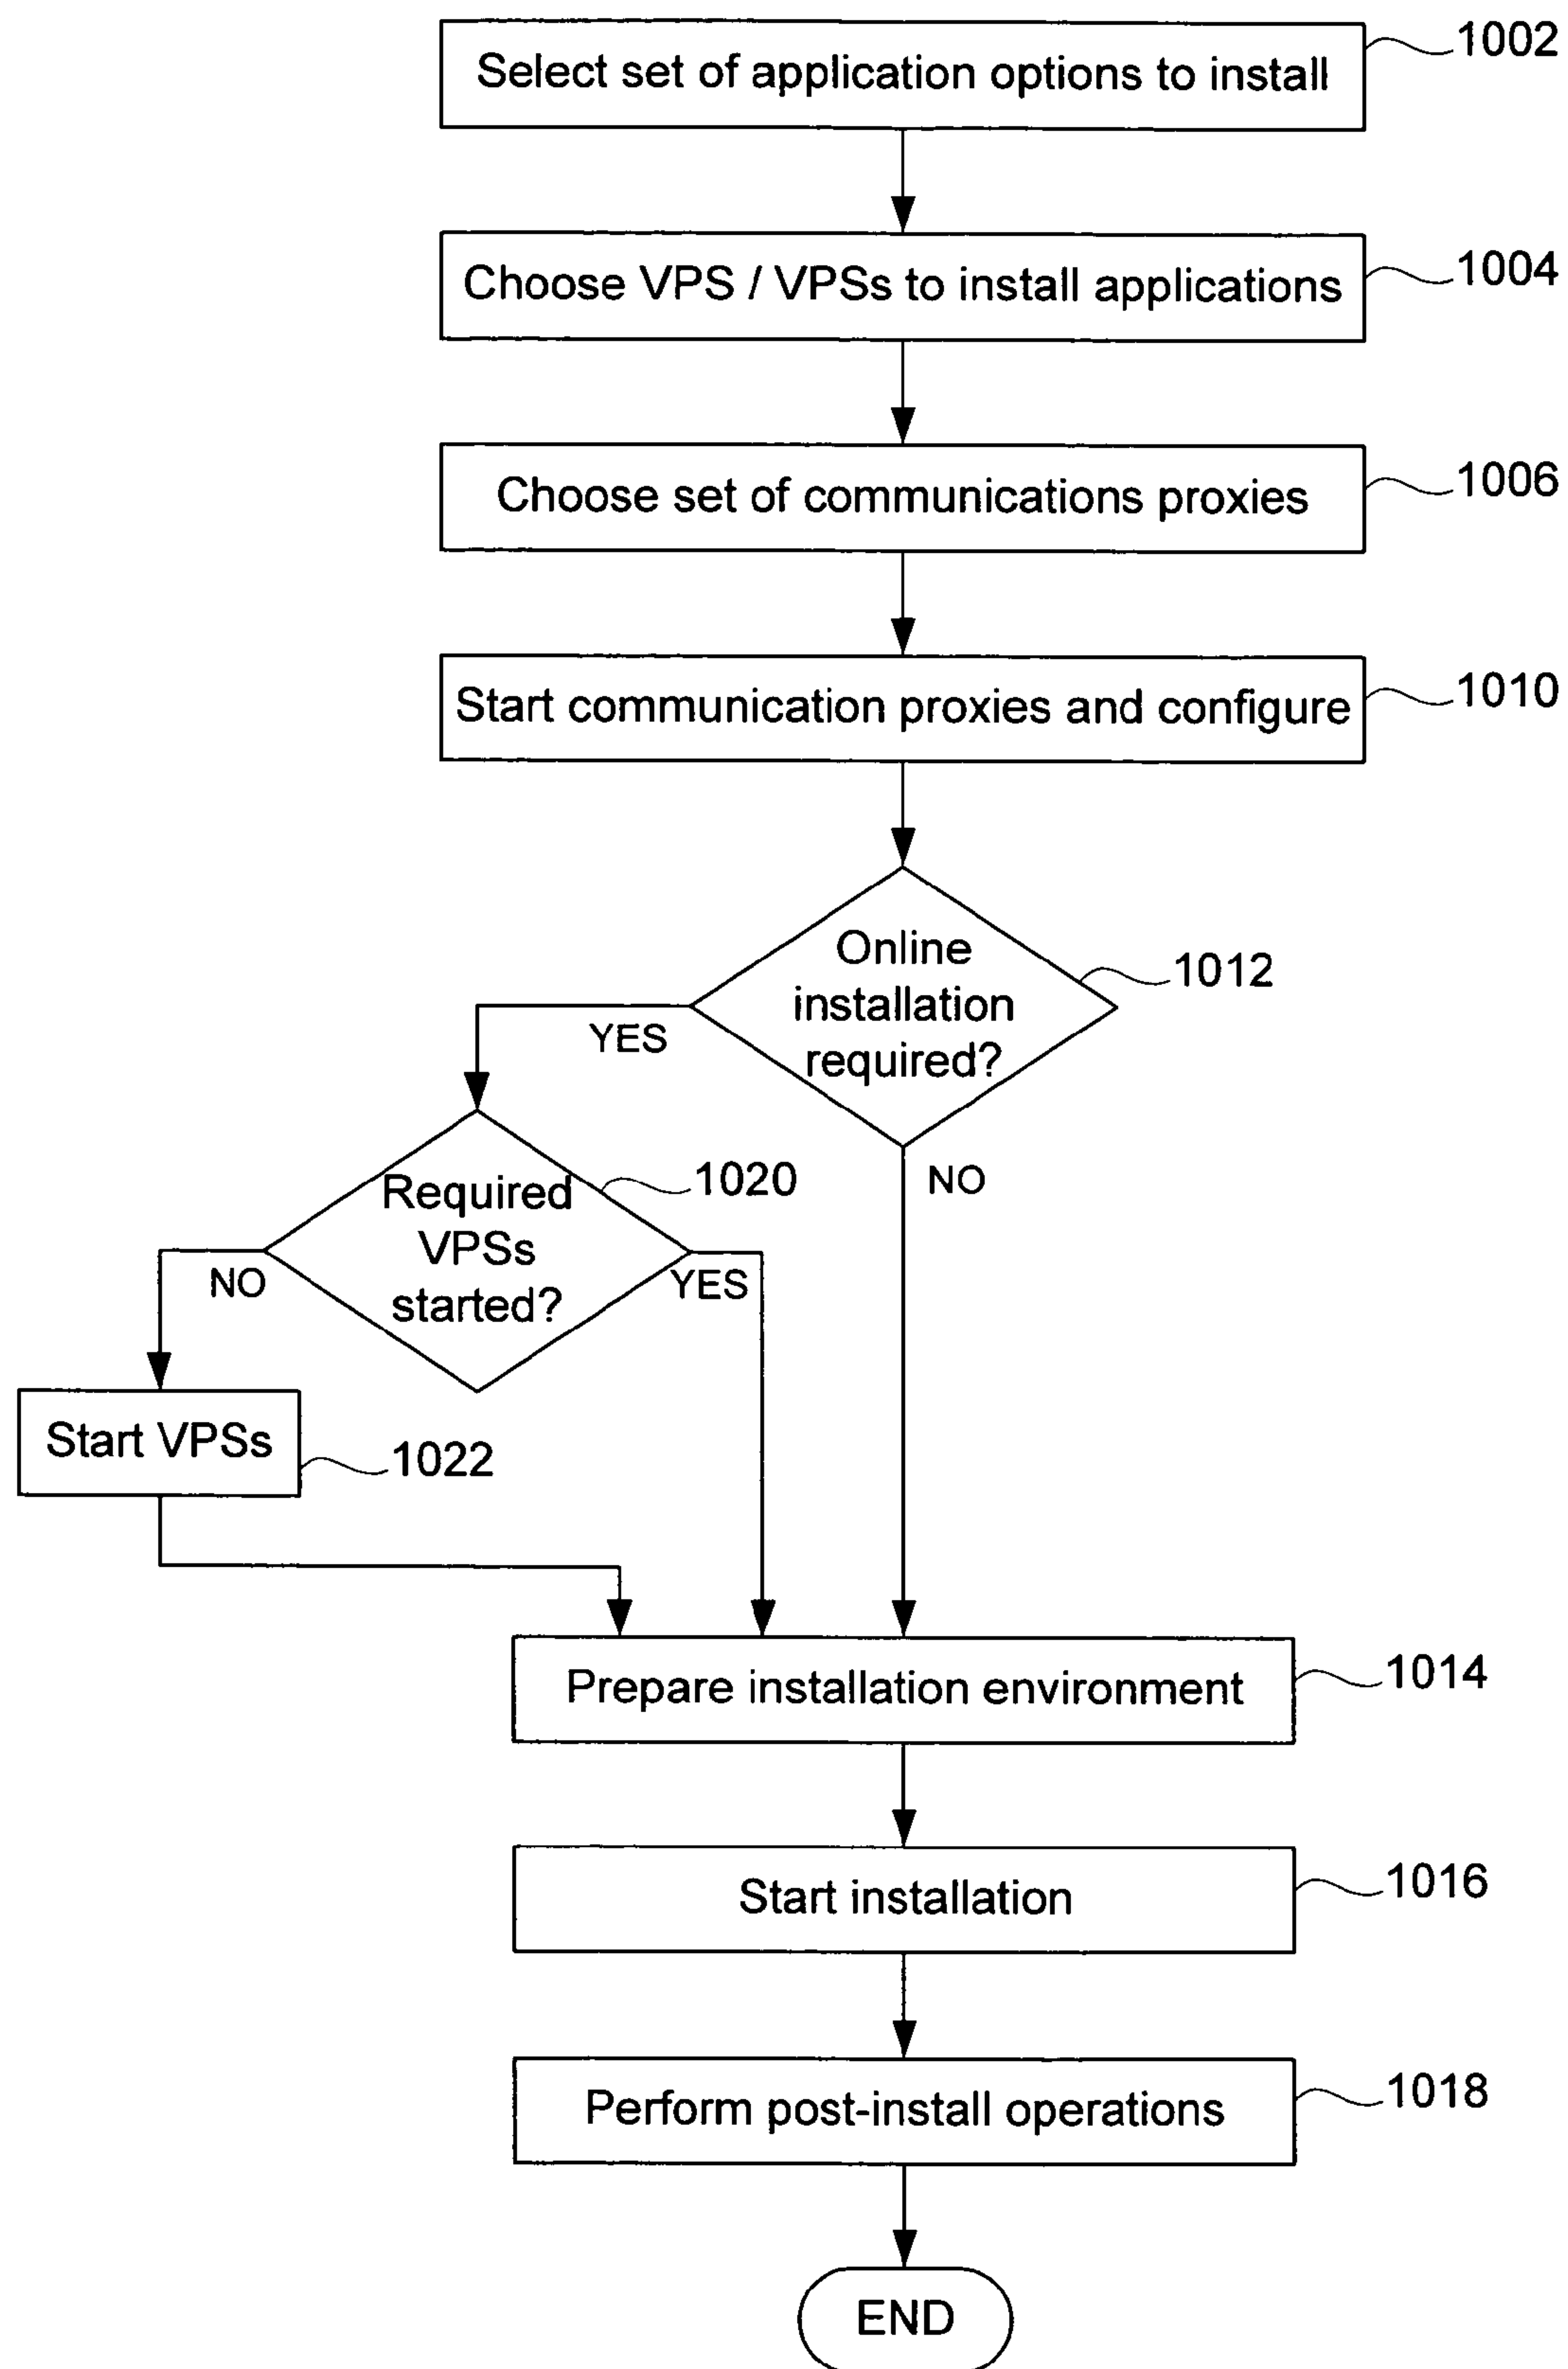 Select set of application options to install
1002
Choose VPS / VPSs to install applications
1004
Choose set of communications proxies
1006
Start communication proxies and configure
1010
Online
installation
required?
1012
YES
NO
Required
VPSs
started?
1020
NO
YES
Start VPSs
1022
Prepare installation environment
1014
Start installation
1016
Perform post-install operations
1018
END